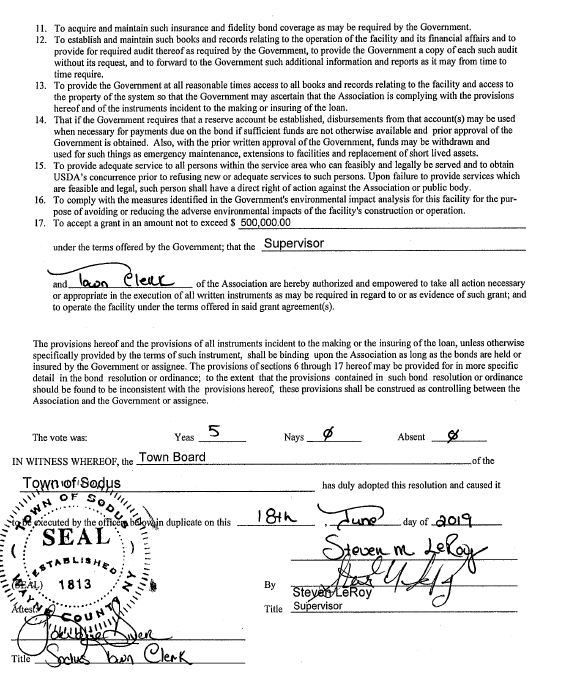 11. To acquire and maintain such insurance and fidelity bond coverage as may be required by the Government.
12. To establish and maintain such books and records relating to the operation of the facility and its financial affairs and to
provide for required audit thereof as required by the Government, to provide the Government a copy of each such audit
without its request, and to forward to the Government such additional information and reports as it may from time to
time require.
13. To provide the Government at all reasonable times access to all books and records relating to the facility and access to
the property of the system so that the Government may ascertain that the Association is complying with the provisions
hereof and of the instruments incident to the making or insuring of the loan.
14. That if the Government requires that a reserve account be established, disbursements from that account(s) may be used
when necessary for payments due on the bond if sufficient funds are not otherwise available and prior approval of the
Government is obtained. Also, with the prior written approval of the Government, funds may be withdrawn and
used for such things as emergency maintenance, extensions to facilities and replacement of short lived assets.
15. To provide adequate service to all persons within the service area who can feasibly and legally be served and to obtain
USDA's concurrence prior to refusing new or adequate services to such persons. Upon failure to provide services which
are feasible and legal, such person shall have a direct right of action against the Association or public body.
16. To comply with the measures identified in the Government's environmental impact analysis for this facility for the pur-
pose of avoiding or reducing the adverse environmental impacts of the facility's construction or operation.
17. To accept a grant in an amount not to exceed $ 500,000.00
under the terms offered by the Government; that the Supervisor
and Town Clerk of the Association are hereby authorized and empowered to take all action necessary
or appropriate in the execution of all written instruments as may be required in regard to or as evidence of such grant; and
to operate the facility under the terms offered in said grant agreement(s).
The provisions hereof and the provisions of all instruments incident to the making or the insuring of the loan, unless otherwise
specifically provided by the terms of such instrument, shall be binding upon the Association as long as the bonds are held or
insured by the Government or assignee. The provisions of sections 6 through 17 hereof may be provided for in more specific
detail in the bond resolution or ordinance; to the extent that the provisions contained in such bond resolution or ordinance
should be found to be inconsistent with the provisions hereof, these provisions shall be construed as controlling between the
Association and the Government or assignee.
The vote was: Yeas 5 Nays 0 Absent 0
IN WITNESS WHEREOF, the Town Board of the
Town of Sodus has duly adopted this resolution and caused it
to be executed by the officers below in duplicate on this 18th , June day of 2019
TOWN OF SODUS
SEAL
ESTABLISHED
1813
WAYNE COUNTY NY
Steven M LeRoy
(SEAL) By Steven LeRoy
Attest: Title Supervisor
Title Sodus Town Clerk